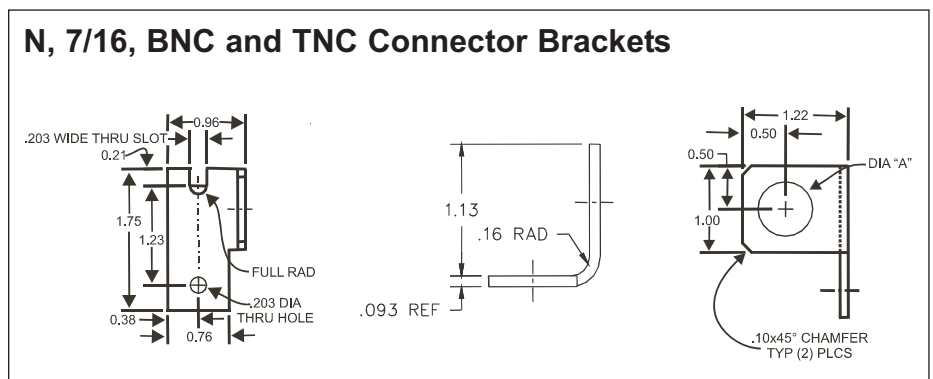 N, 7/16, BNC and TNC Connector Brackets
0.96
.203 WIDE THRU SLOT
0.21
1.75
1.23
FULL RAD
.203 DIA
THRU HOLE
0.38
0.76
1.13
.16 RAD
.093 REF
1.22
0.50
0.50
DIA “A”
1.00
.10x45° CHAMFER
TYP (2) PLCS